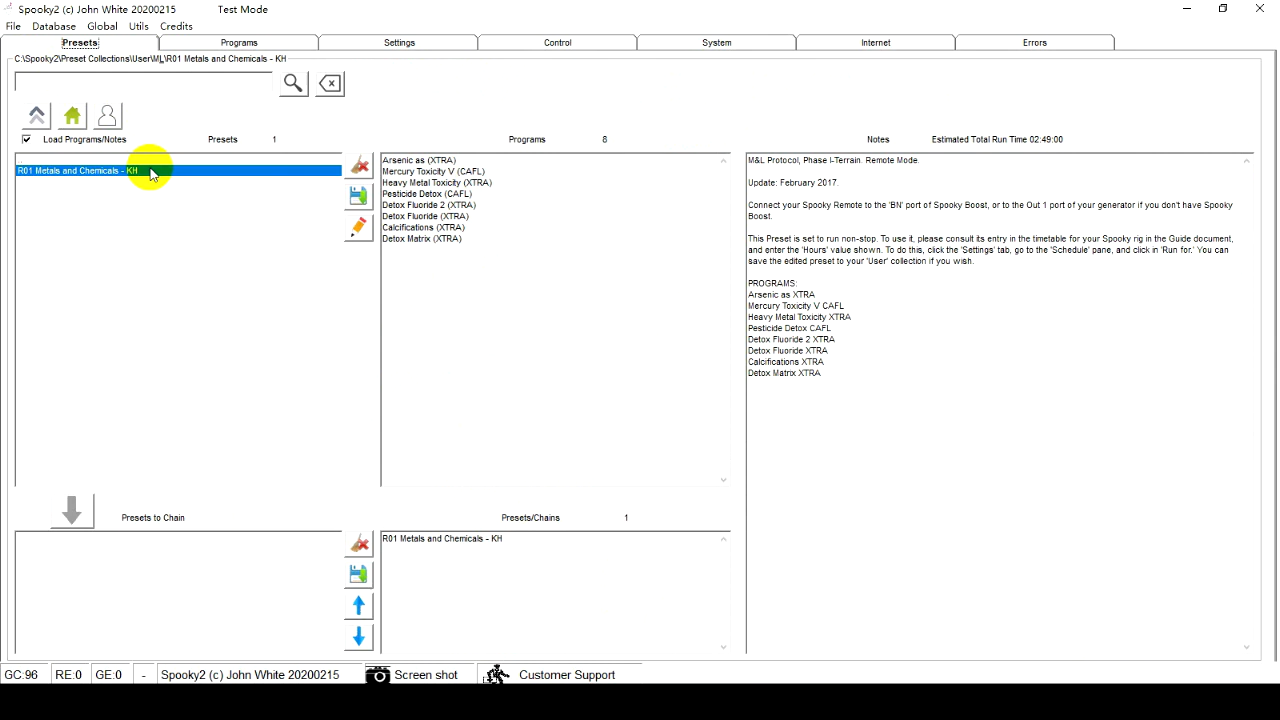 Spooky2 (c) John White 20200215 Test Mode
File Database Global Utils Credits
Presets Programs Settings Control System Internet Errors
C:\Spooky2\Preset Collections\User\ML\R01 Metals and Chemicals - KH
Load Programs/Notes Presets 1 Programs 8 Notes Estimated Total Run Time 02:49:00
..
R01 Metals and Chemicals - KH
Arsenic as (XTRA)
Mercury Toxicity V (CAFL)
Heavy Metal Toxicity (XTRA)
Pesticide Detox (CAFL)
Detox Fluoride 2 (XTRA)
Detox Fluoride (XTRA)
Calcifications (XTRA)
Detox Matrix (XTRA)
M&L Protocol, Phase I-Terrain. Remote Mode.
Update: February 2017.
Connect your Spooky Remote to the 'BN' port of Spooky Boost, or to the Out 1 port of your generator if you don't have Spooky
Boost.
This Preset is set to run non-stop. To use it, please consult its entry in the timetable for your Spooky rig in the Guide document,
and enter the 'Hours' value shown. To do this, click the 'Settings' tab, go to the 'Schedule' pane, and click in 'Run for.' You can
save the edited preset to your 'User' collection if you wish.
PROGRAMS:
Arsenic as XTRA
Mercury Toxicity V CAFL
Heavy Metal Toxicity XTRA
Pesticide Detox CAFL
Detox Fluoride 2 XTRA
Detox Fluoride XTRA
Calcifications XTRA
Detox Matrix XTRA
Presets to Chain Presets/Chains 1
R01 Metals and Chemicals - KH
GC:96 RE:0 GE:0 - Spooky2 (c) John White 20200215 Screen shot Customer Support